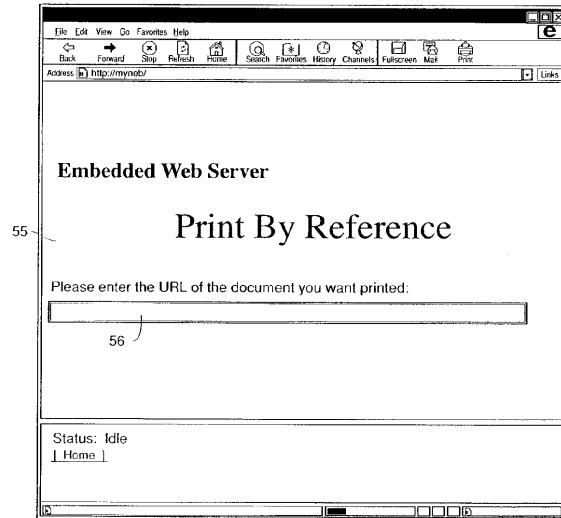 e
File Edit View Go Favorites Help
Back Forward Stop Refresh Home Search Favorites History Channels Fullscreen Mail Print
Address http://myneb/ Links
Embedded Web Server
Print By Reference
55
Please enter the URL of the document you want printed:
56
Status: Idle
| Home |